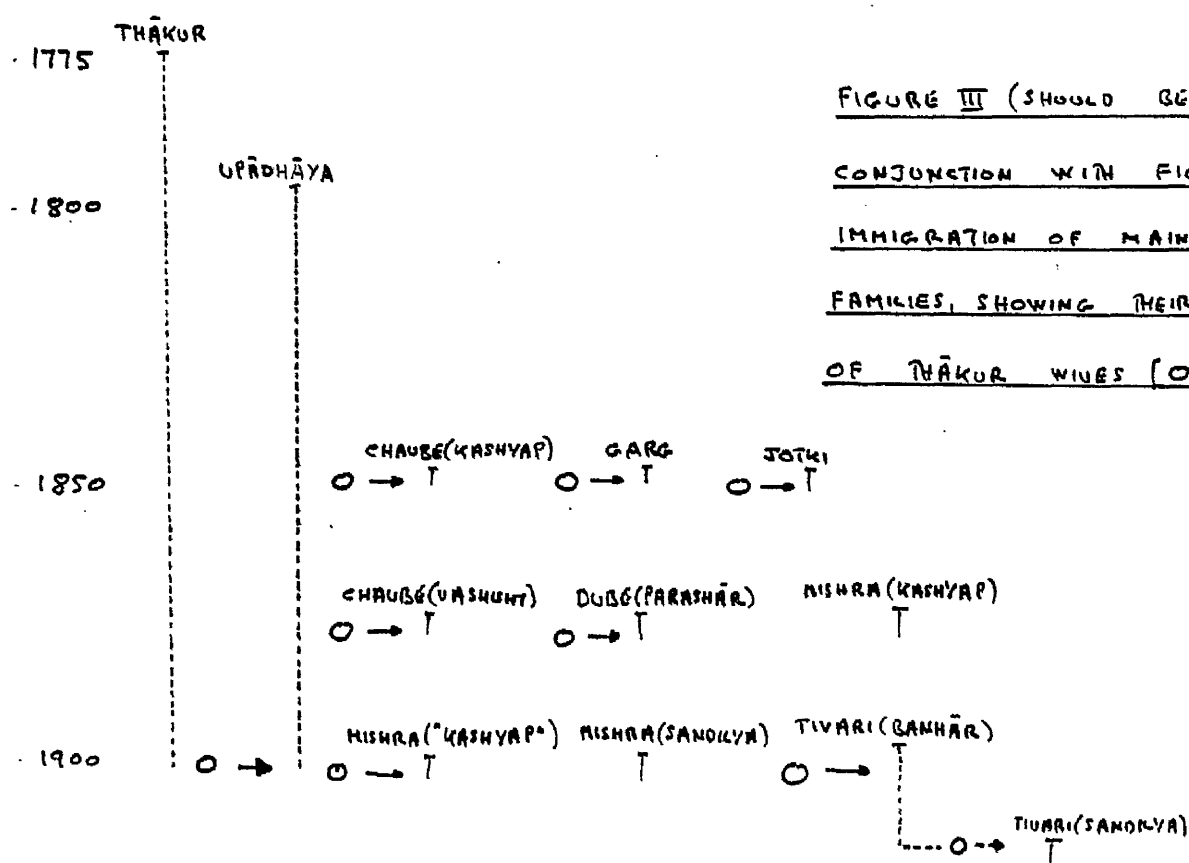 THĀKUR
1775
FIGURE III (SHOULD BE
UPĀDHĀYA
CONJUNCTION WITH FIG
1800
IMMIGRATION OF MAIN
FAMILIES, SHOWING THEIR
OF THĀKUR WIVES [O
CHAUBE(KASHYAP) GARG JOTKI
1850
CHAUBE(VASHISHT) DUBE(PARASHĀR) MISHRA(KASHYAP)
MISHRA("KASHYAP") MISHRA(SANDILYA) TIVARI(BANHĀR)
1900
TIVARI(SANDILYA)